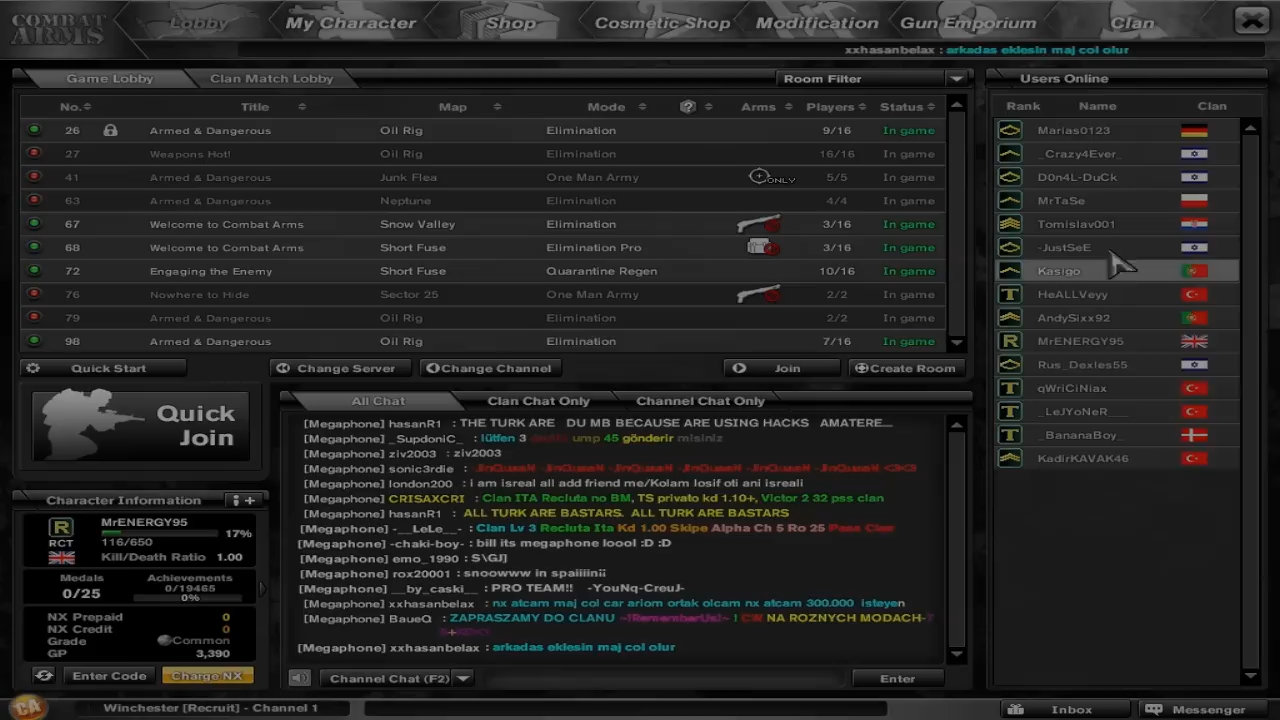 COMBAT ARMS
Lobby My Character Shop Cosmetic Shop Modification Gun Emporium Clan
xxhasanbelax : arkadas eklesin maj col olur
Game Lobby Clan Match Lobby Room Filter
No. Title Map Mode Arms Players Status
26 Armed & Dangerous Oil Rig Elimination 9/16 In game
27 Weapons Hot! Oil Rig Elimination 16/16 In game
41 Armed & Dangerous Junk Flea One Man Army ONLY 5/5 In game
63 Armed & Dangerous Neptune Elimination 4/4 In game
67 Welcome to Combat Arms Snow Valley Elimination 3/16 In game
68 Welcome to Combat Arms Short Fuse Elimination Pro 3/16 In game
72 Engaging the Enemy Short Fuse Quarantine Regen 10/16 In game
76 Nowhere to Hide Sector 25 One Man Army 2/2 In game
79 Armed & Dangerous Oil Rig Elimination 2/2 In game
98 Armed & Dangerous Oil Rig Elimination 7/16 In game
Quick Start Change Server Change Channel Join Create Room
Users Online
Rank Name Clan
Marias0123
_Crazy4Ever_
D0n4L-DuCk
MrTaSe
Tomislav001
-JustSeE
Kasigo
HeALLVeyy
AndySixx92
MrENERGY95
Rus_Dexles55
qWriCiNiax
_LeJYoNeR___
_BananaBoy_
KadirKAVAK46
Quick Join
All Chat Clan Chat Only Channel Chat Only
[Megaphone] hasanR1 : THE TURK ARE DU MB BECAUSE ARE USING HACKS AMATERE...
[Megaphone] _SupdoniC_ : lütfen 3 ump 45 gönderir misiniz
[Megaphone] ziv2003 : ziv2003
[Megaphone] sonic3rdie :
[Megaphone] london200 : i am isreal all add friend me/Kolam losif oti ani isreali
[Megaphone] CRISAXCRI : Clan ITA Recluta no BM, TS privato kd 1.10+, Victor 2 32 pss clan
[Megaphone] hasanR1 : ALL TURK ARE BASTARS. ALL TURK ARE BASTARS
[Megaphone] -__LeLe__- : Clan Lv 3 Recluta Ita Kd 1.00 Skipe Alpha Ch 5 Ro 25
[Megaphone] -chaki-boy- : bill its megaphone loool :D :D
[Megaphone] emo_1990 : S\GJ]
[Megaphone] rox20001 : snoowww in spaiiiinii
[Megaphone] __by_caski__ : PRO TEAM!! -YouNq-CreuJ-
[Megaphone] xxhasanbelax : nx atcam maj col car ariom ortak olcam nx atcam 300.000 isteyen
[Megaphone] BaueQ : ZAPRASZAMY DO CLANU ~!RememberUs!~ ! CW NA ROZNYCH MODACH-
[Megaphone] xxhasanbelax : arkadas eklesin maj col olur
Channel Chat (F2) Enter
Character Information
R MrENERGY95 17%
RCT 116/650
Kill/Death Ratio 1.00
Medals Achievements
0/25 0/19465
0%
NX Prepaid 0
NX Credit 0
Grade Common
GP 3,390
Enter Code Charge NX
CA Winchester [Recruit] - Channel 1 Inbox Messenger